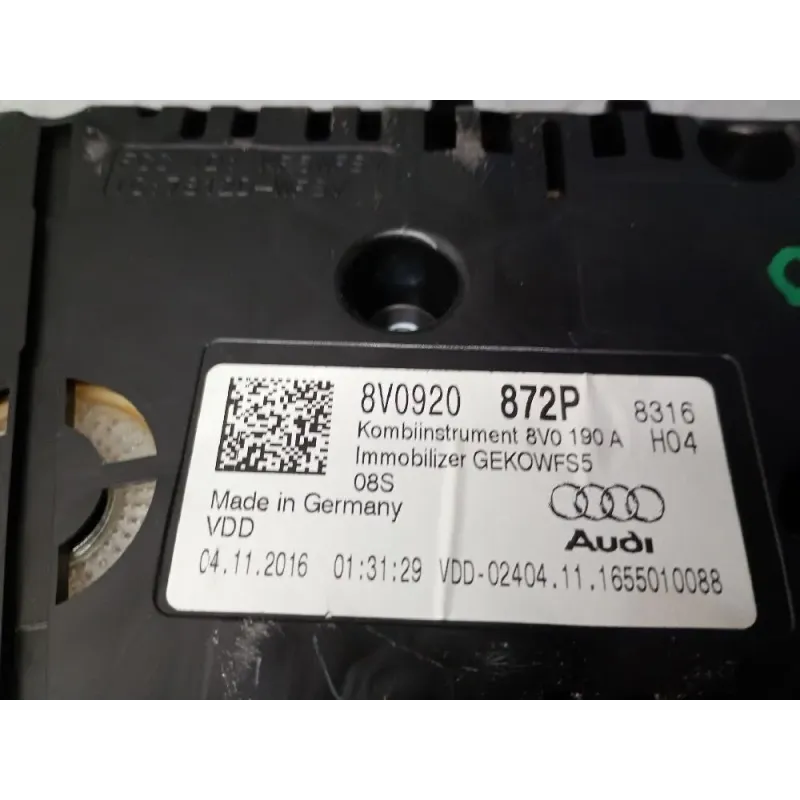 8V0920 872P 8316
Kombiinstrument 8V0 190 A H04
Immobilizer GEKOWFS5
08S
Made in Germany
VDD
Audi
04.11.2016 01:31:29 VDD-02404.11.1655010088